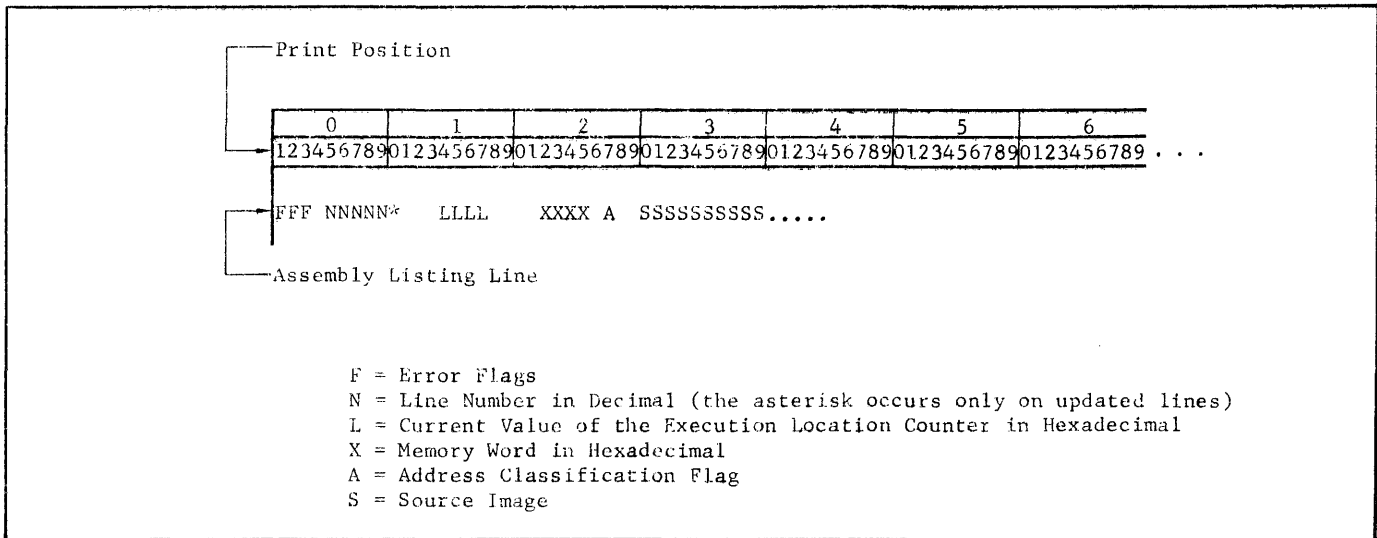 Print Position
0 1 2 3 4 5 6
123456789012345678901234567890123456789012345678901234567890123456789 . . .
FFF NNNNN* LLLL XXXX A SSSSSSSSSS.....
Assembly Listing Line
F = Error Flags
N = Line Number in Decimal (the asterisk occurs only on updated lines)
L = Current Value of the Execution Location Counter in Hexadecimal
X = Memory Word in Hexadecimal
A = Address Classification Flag
S = Source Image